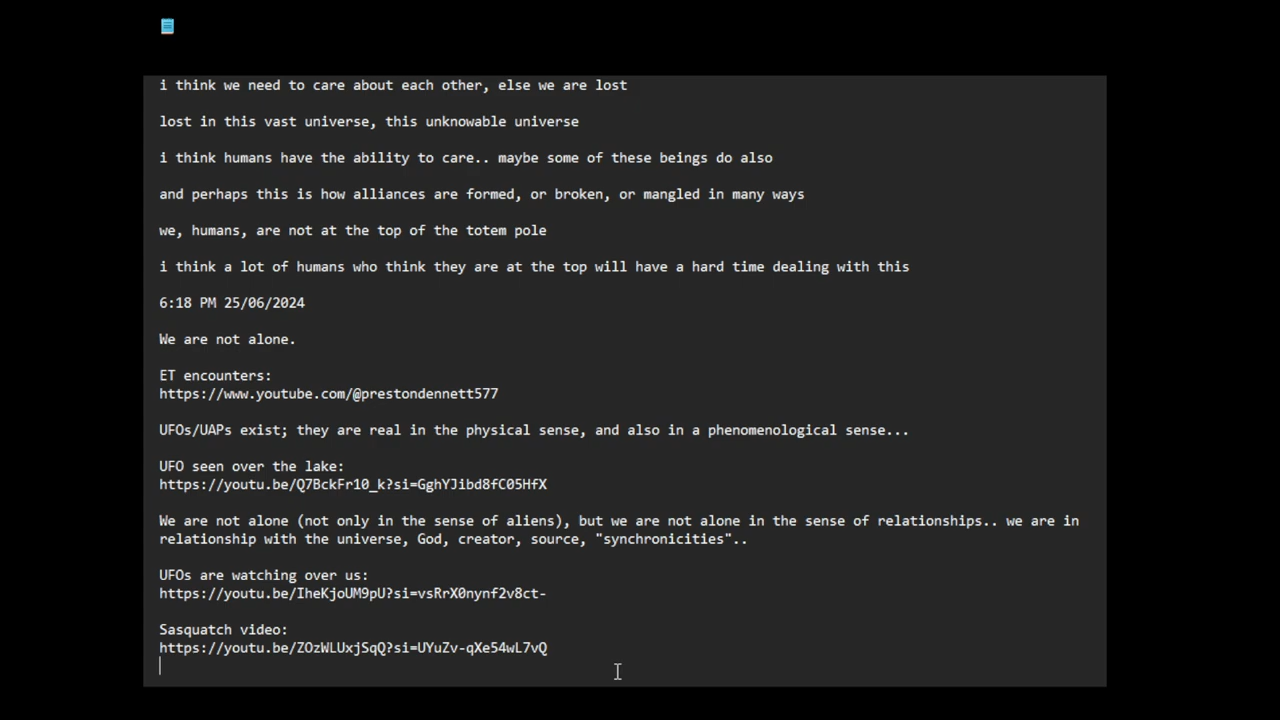 i think we need to care about each other, else we are lost
lost in this vast universe, this unknowable universe
i think humans have the ability to care.. maybe some of these beings do also
and perhaps this is how alliances are formed, or broken, or mangled in many ways
we, humans, are not at the top of the totem pole
i think a lot of humans who think they are at the top will have a hard time dealing with this
6:18 PM 25/06/2024
We are not alone.
ET encounters:
https://www.youtube.com/@prestondennett577
UFOs/UAPs exist; they are real in the physical sense, and also in a phenomenological sense...
UFO seen over the lake:
https://youtu.be/Q7BckFr10_k?si=GghYJibd8fC05HfX
We are not alone (not only in the sense of aliens), but we are not alone in the sense of relationships.. we are in
relationship with the universe, God, creator, source, "synchronicities"..
UFOs are watching over us:
https://youtu.be/IheKjoUM9pU?si=vsRrX0nynf2v8ct-
Sasquatch video:
https://youtu.be/ZOzWLUxjSqQ?si=UYuZv-qXe54wL7vQ